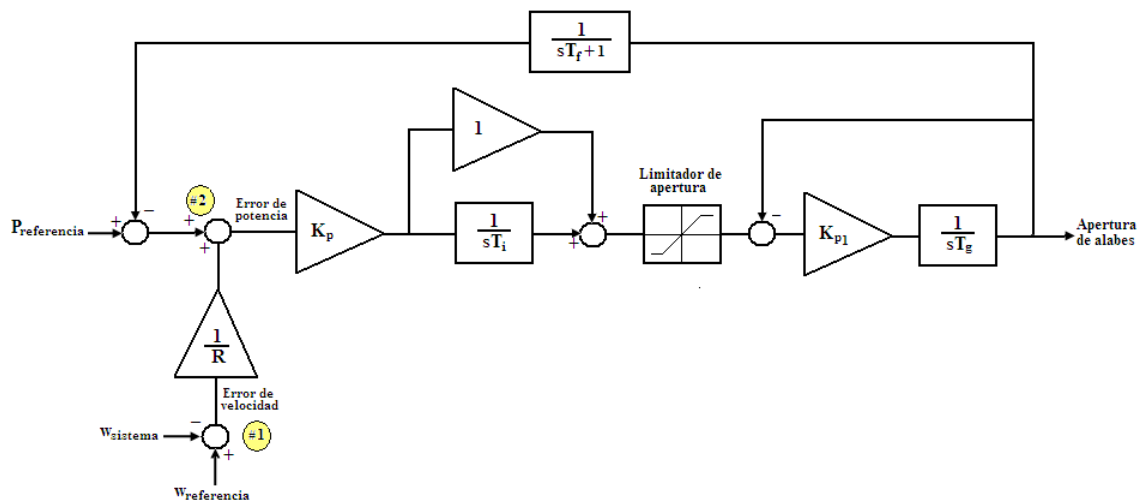 1
sTf+1
#2
Error de
potencia
1
Limitador de
apertura
Preferencia
+
−
+
+
Kp
1
sTi
+
+
−
Kp1
1
sTg
Apertura
de alabes
1
R
Error de
velocidad
−
#1
wsistema
+
wreferencia